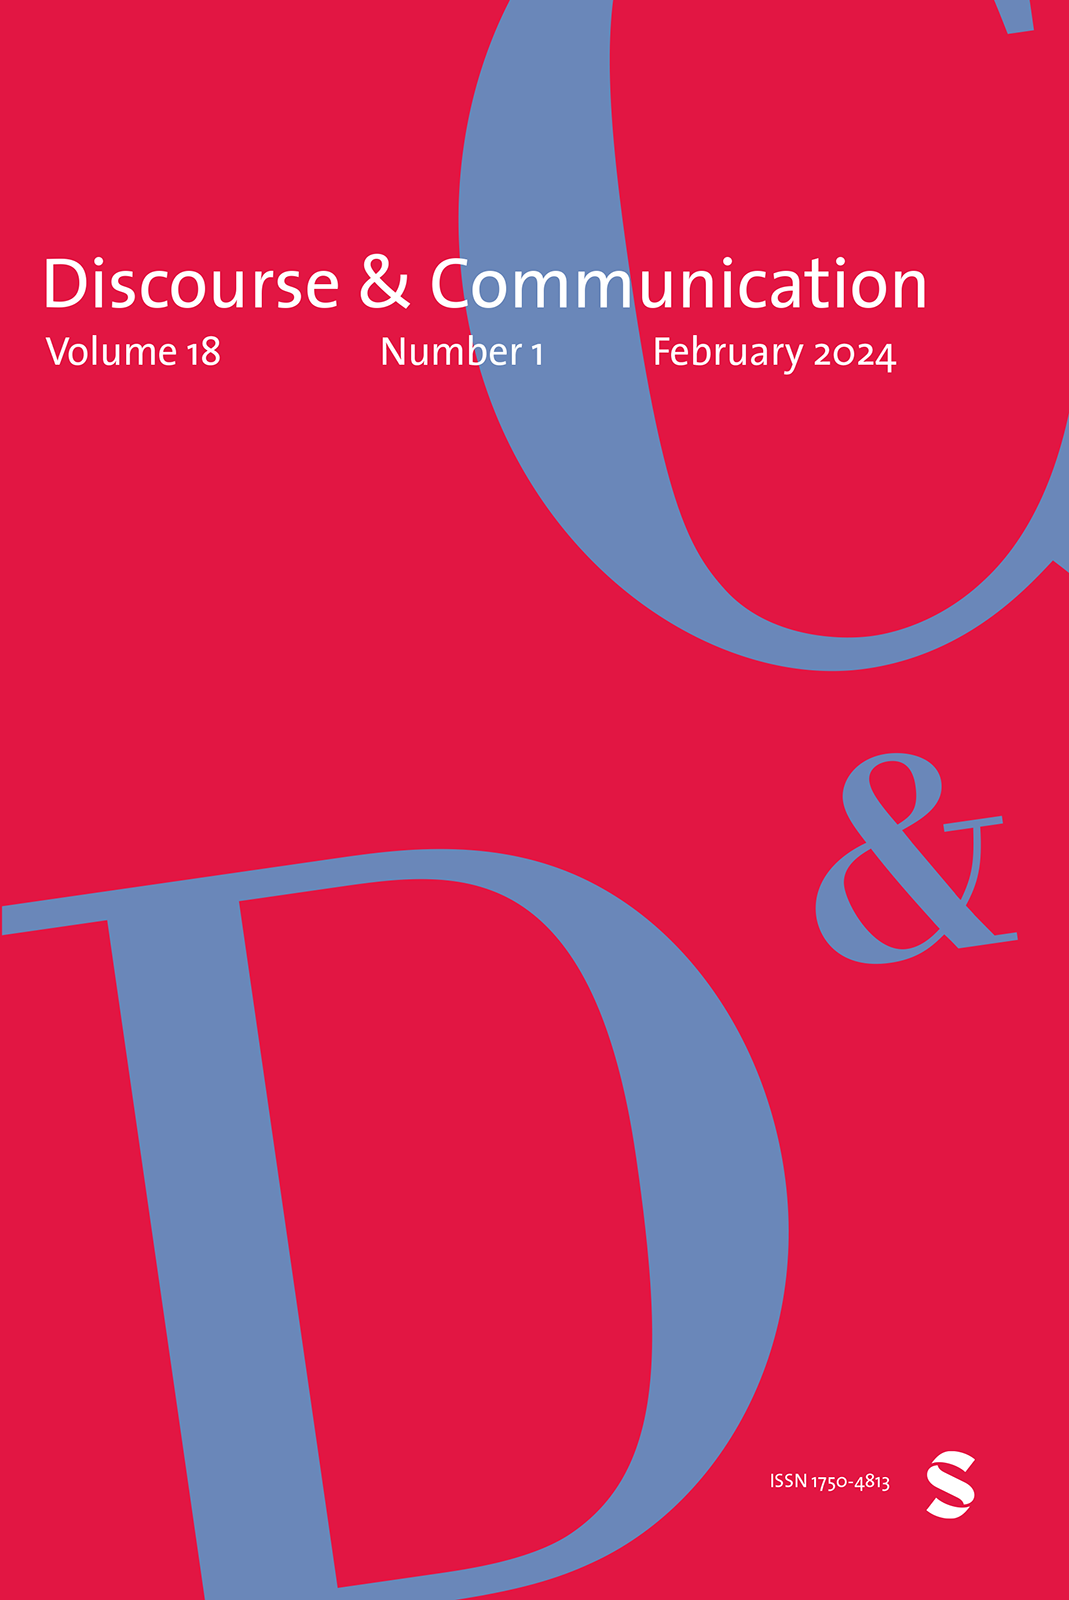 Discourse & Communication
Volume 18 Number 1 February 2024
C
&
D
ISSN 1750-4813
S